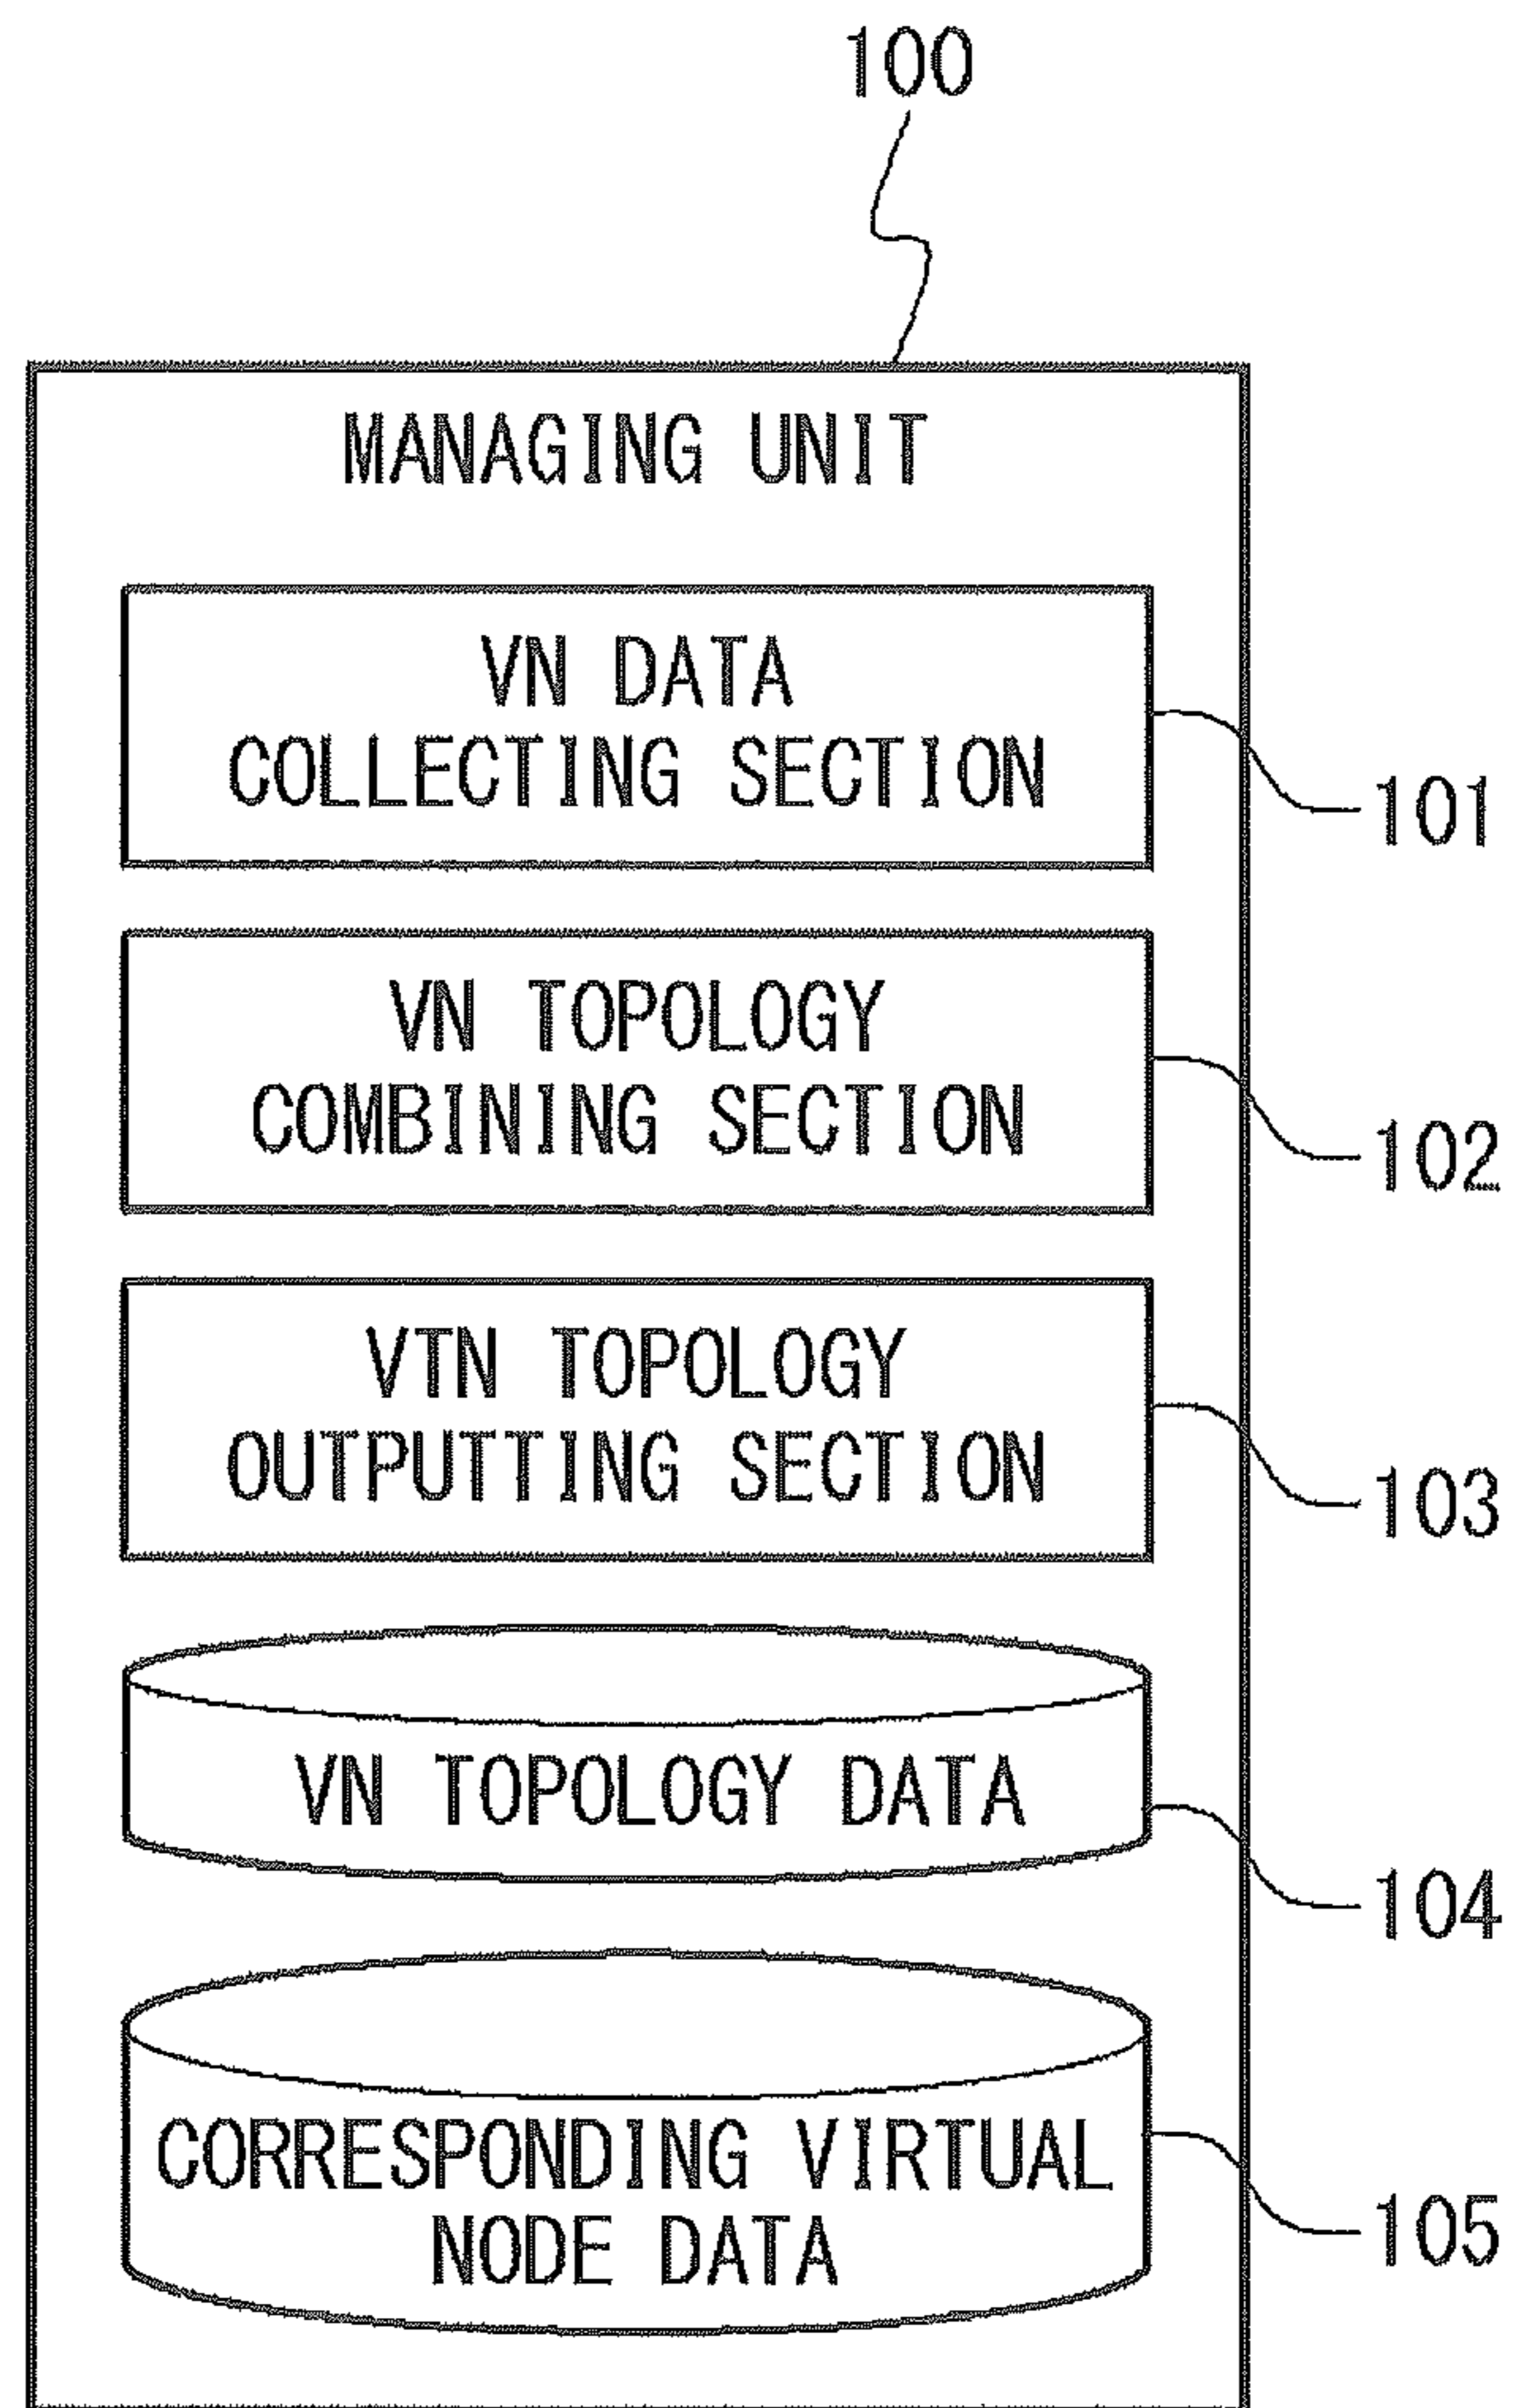 100
MANAGING UNIT
VN DATA
COLLECTING SECTION
101
VN TOPOLOGY
COMBINING SECTION
102
VTN TOPOLOGY
OUTPUTTING SECTION
103
VN TOPOLOGY DATA
104
CORRESPONDING VIRTUAL
NODE DATA
105